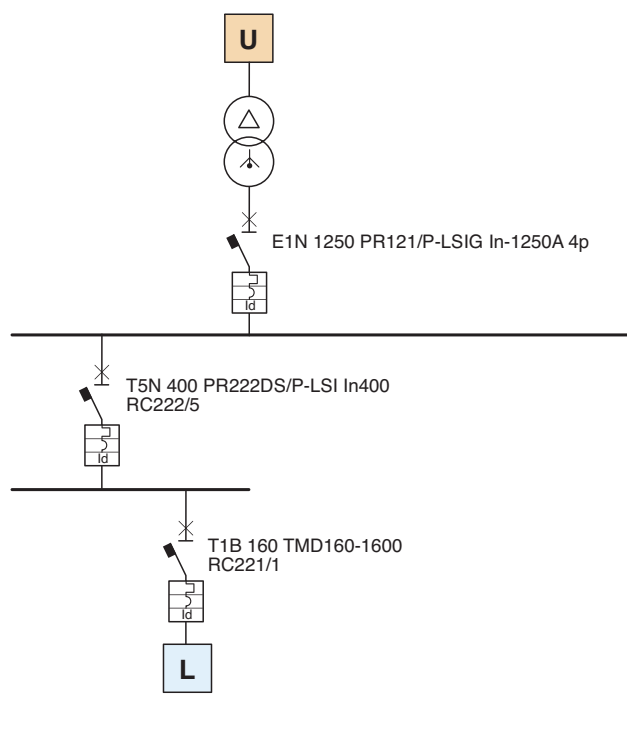 U
E1N 1250 PR121/P-LSIG In-1250A 4p
Id
T5N 400 PR222DS/P-LSI In400
RC222/5
Id
T1B 160 TMD160-1600
RC221/1
Id
L